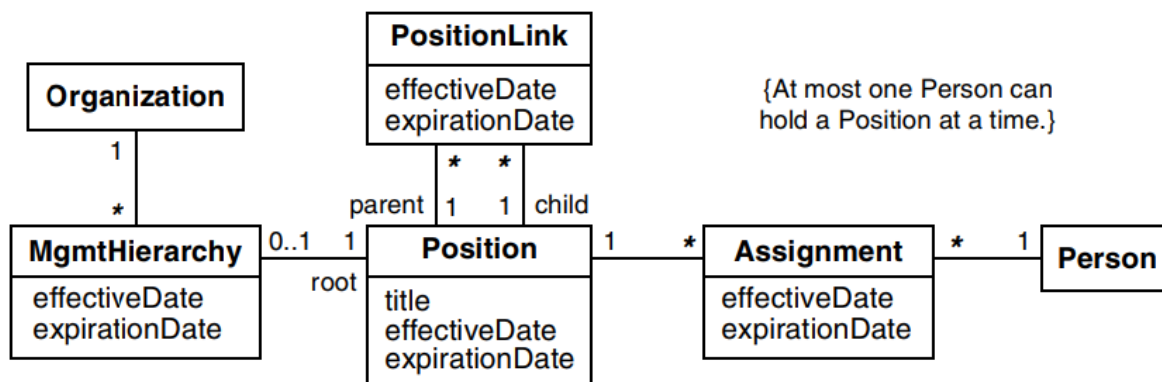 PositionLink
effectiveDate
expirationDate
Organization
{At most one Person can
hold a Position at a time.}
1
*
* *
parent 1 1 child
MgmtHierarchy
effectiveDate
expirationDate
0..1 1
root
Position
title
effectiveDate
expirationDate
1 *
Assignment
effectiveDate
expirationDate
* 1
Person